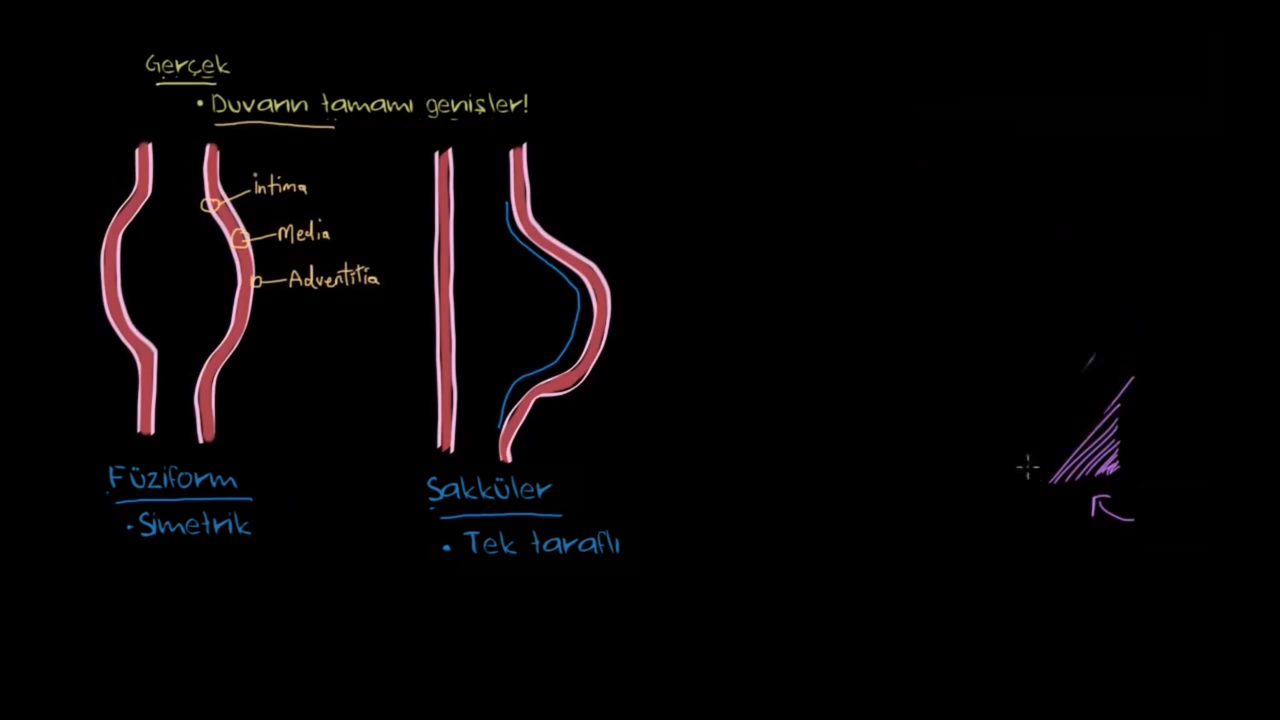 Gerçek
• Duvarın tamamı genişler!
İntima
Media
Adventitia
Füziform
• Simetrik
Sakküler
• Tek taraflı